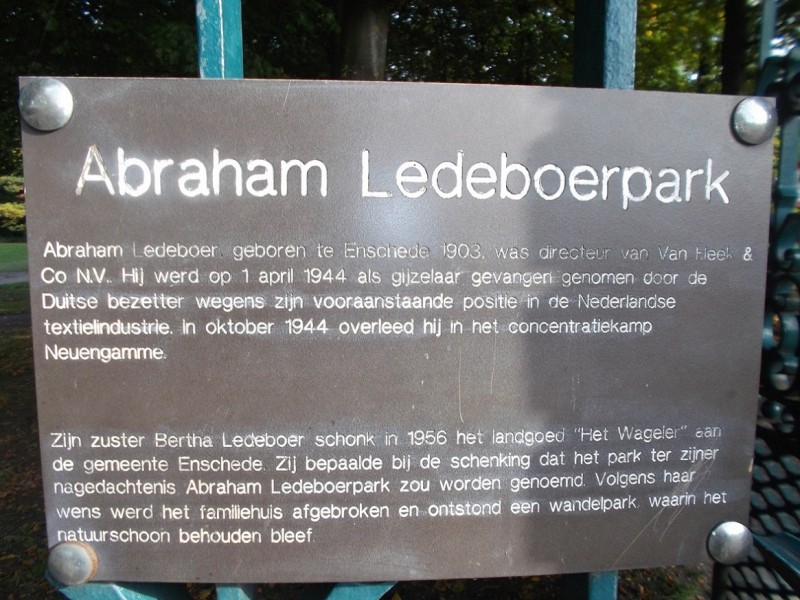 Abraham Ledeboerpark
Abraham Ledeboer, geboren te Enschede 1903, was directeur van Van Heek &
Co N.V.. Hij werd op 1 april 1944 als gijzelaar gevangen genomen door de
Duitse bezetter wegens zijn vooraanstaande positie in de Nederlandse
textielindustrie. In oktober 1944 overleed hij in het concentratiekamp
Neuengamme.
Zijn zuster Bertha Ledeboer schonk in 1956 het landgoed "Het Wageler" aan
de gemeente Enschede. Zij bepaalde bij de schenking dat het park ter zijner
nagedachtenis Abraham Ledeboerpark zou worden genoemd. Volgens haar
wens werd het familiehuis afgebroken en ontstond een wandelpark, waarin het
natuurschoon behouden bleef.